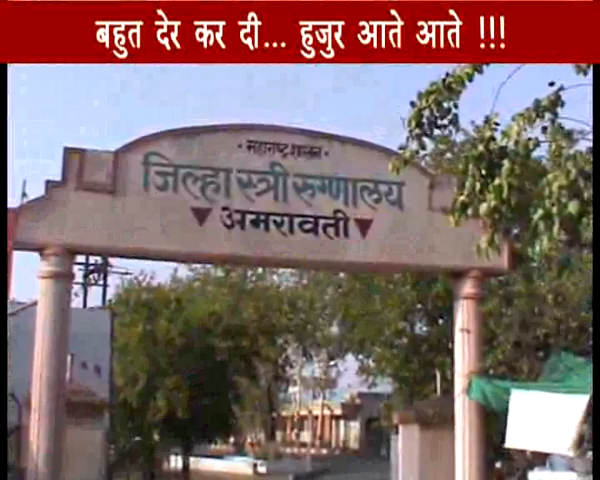 बहुत देर कर दी... हुजुर आते आते !!!
महाराष्ट्र शासन
जिल्हा स्त्री रुग्णालय
अमरावती